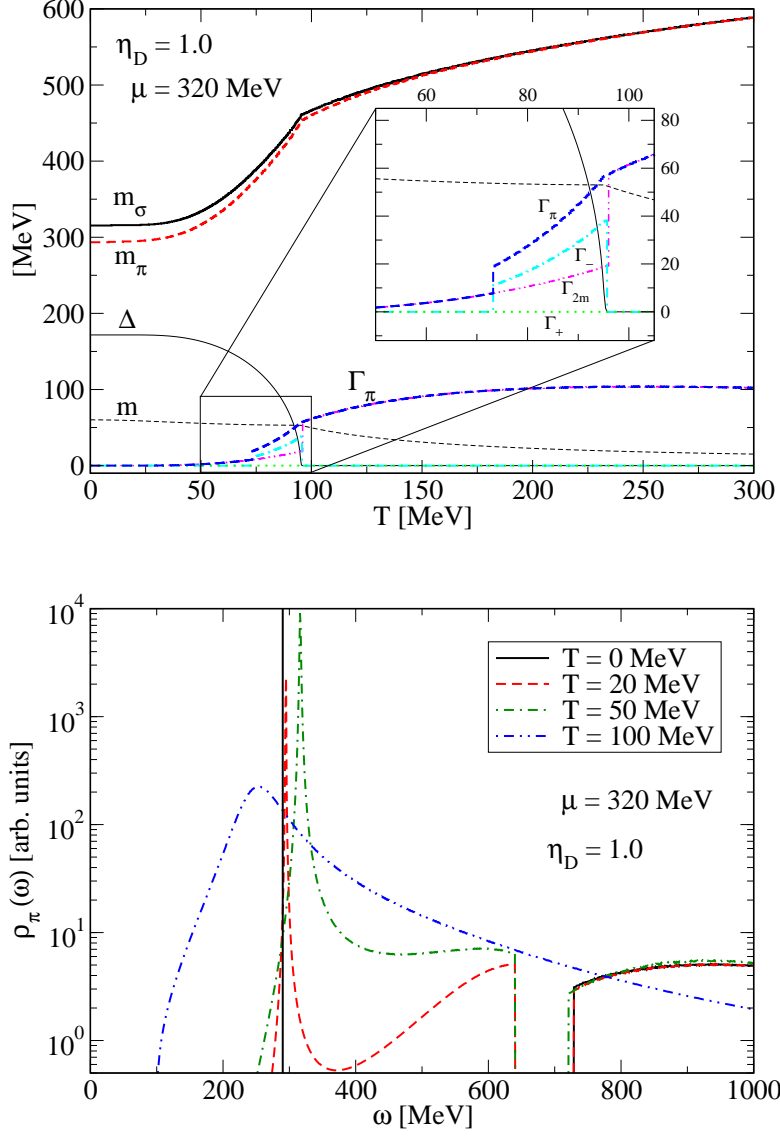 600
500
400
300
200
100
0
[MeV]
η_D = 1.0
μ = 320 MeV
m_σ
m_π
Δ
m
Γ_π
60 80 100
80
60
40
20
0
Γ_π
Γ_−
Γ_2m
Γ_+
0 50 100 150 200 250 300
T [MeV]
10^4
10^3
10^2
10^1
10^0
ρ_π(ω) [arb. units]
T = 0 MeV
T = 20 MeV
T = 50 MeV
T = 100 MeV
μ = 320 MeV
η_D = 1.0
0 200 400 600 800 1000
ω [MeV]